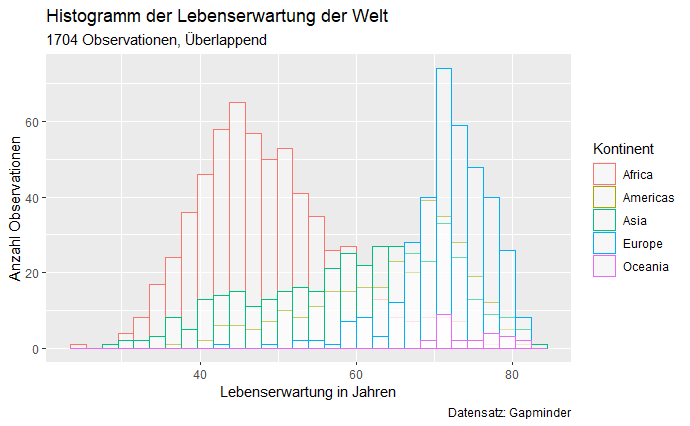 Histogramm der Lebenserwartung der Welt
1704 Observationen, Überlappend
Anzahl Observationen
60
40
20
0
40
60
80
Lebenserwartung in Jahren
Kontinent
Africa
Americas
Asia
Europe
Oceania
Datensatz: Gapminder